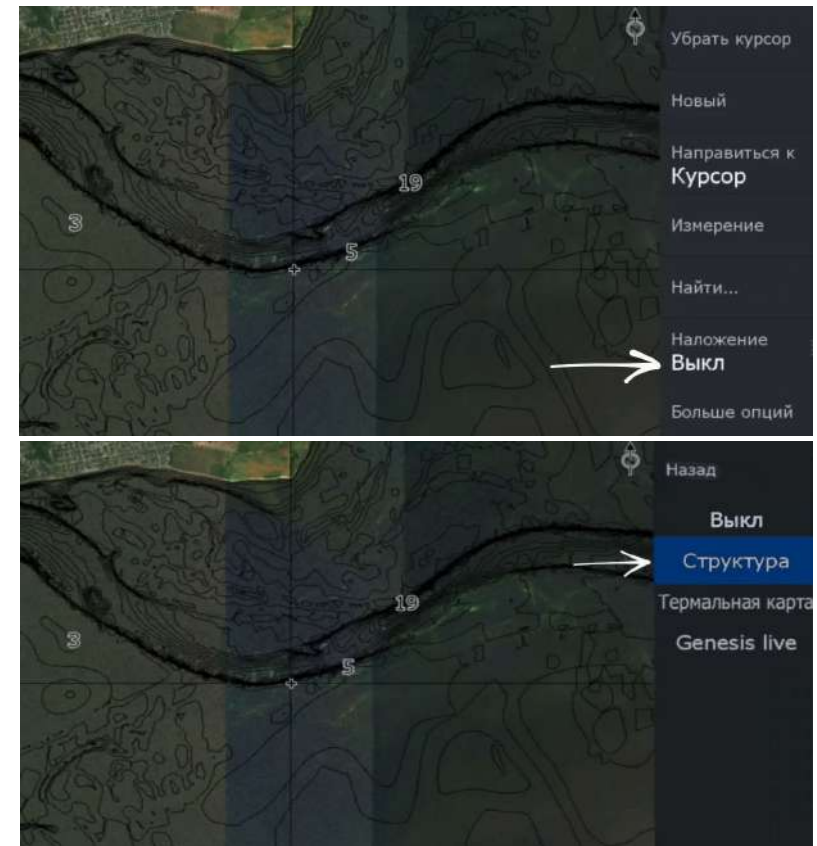 Убрать курсор
Новый
Направиться к
Курсор
19
3
Измерение
5
Найти...
Наложение
Выкл
Больше опций
Назад
Выкл
Структура
Термальная карта
19
3
Genesis live
5